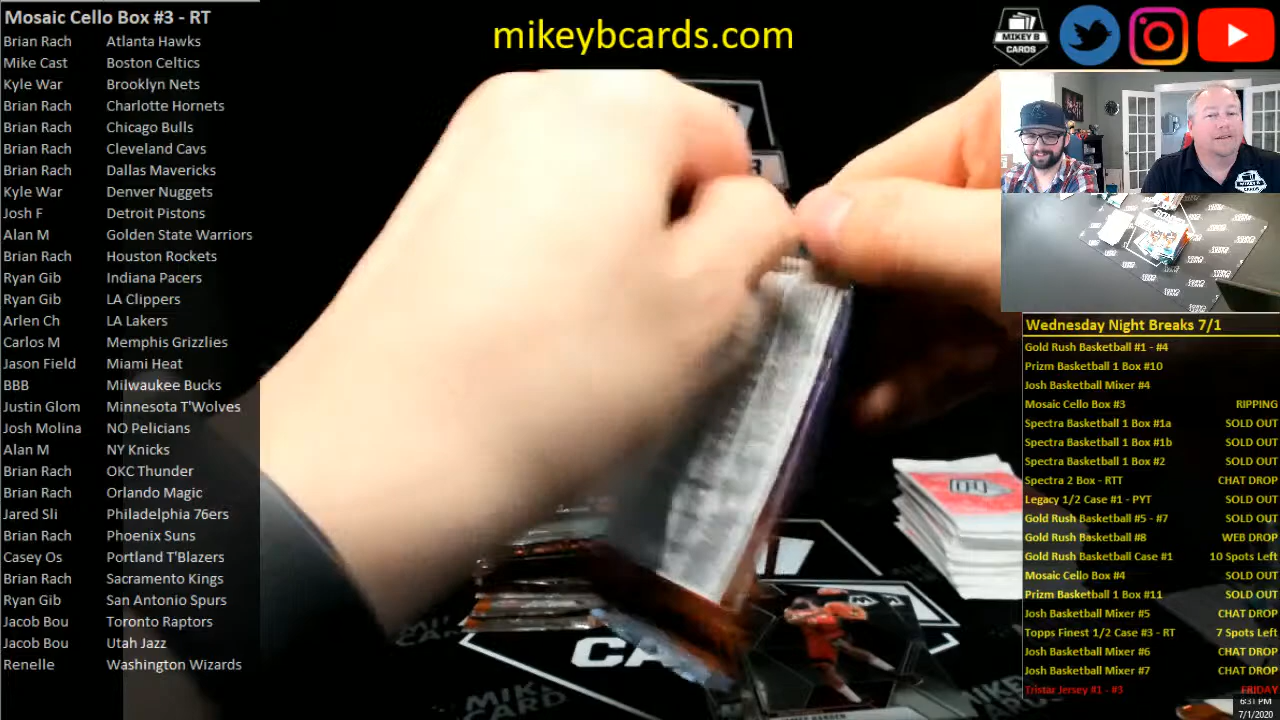 Mosaic Cello Box #3 - RT
Brian Rach Atlanta Hawks
Mike Cast Boston Celtics
Kyle War Brooklyn Nets
Brian Rach Charlotte Hornets
Brian Rach Chicago Bulls
Brian Rach Cleveland Cavs
Brian Rach Dallas Mavericks
Kyle War Denver Nuggets
Josh F Detroit Pistons
Alan M Golden State Warriors
Brian Rach Houston Rockets
Ryan Gib Indiana Pacers
Ryan Gib LA Clippers
Arlen Ch LA Lakers
Carlos M Memphis Grizzlies
Jason Field Miami Heat
BBB Milwaukee Bucks
Justin Glom Minnesota T'Wolves
Josh Molina NO Pelicians
Alan M NY Knicks
Brian Rach OKC Thunder
Brian Rach Orlando Magic
Jared Sli Philadelphia 76ers
Brian Rach Phoenix Suns
Casey Os Portland T'Blazers
Brian Rach Sacramento Kings
Ryan Gib San Antonio Spurs
Jacob Bou Toronto Raptors
Jacob Bou Utah Jazz
Renelle Washington Wizards
mikeybcards.com
MIKEY B
CARDS
Wednesday Night Breaks 7/1
Gold Rush Basketball #1 - #4
Prizm Basketball 1 Box #10
Josh Basketball Mixer #4
Mosaic Cello Box #3 RIPPING
Spectra Basketball 1 Box #1a SOLD OUT
Spectra Basketball 1 Box #1b SOLD OUT
Spectra Basketball 1 Box #2 SOLD OUT
Spectra 2 Box - RTT CHAT DROP
Legacy 1/2 Case #1 - PYT SOLD OUT
Gold Rush Basketball #5 - #7 SOLD OUT
Gold Rush Basketball #8 WEB DROP
Gold Rush Basketball Case #1 10 Spots Left
Mosaic Cello Box #4 SOLD OUT
Prizm Basketball 1 Box #11 SOLD OUT
Josh Basketball Mixer #5 CHAT DROP
Topps Finest 1/2 Case #3 - RT 7 Spots Left
Josh Basketball Mixer #6 CHAT DROP
Josh Basketball Mixer #7 CHAT DROP
Tristar Jersey #1 - #3 FRIDAY
6:31 PM
7/1/2020
CA
MIKE